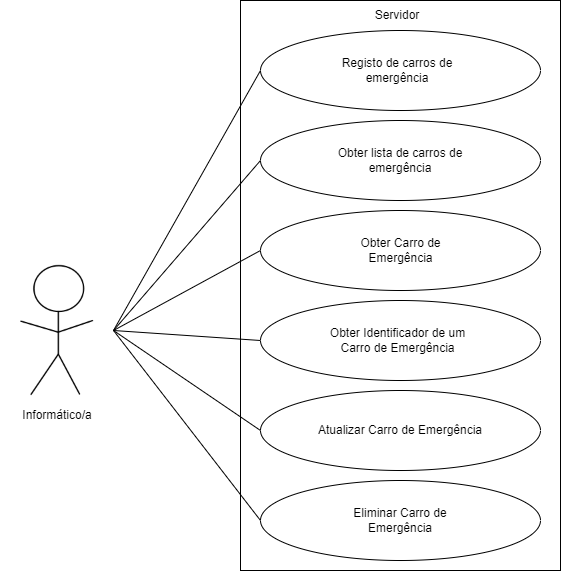 Servidor
Registo de carros de
emergência
Obter lista de carros de
emergência
Obter Carro de
Emergência
Obter Identificador de um
Carro de Emergência
Atualizar Carro de Emergência
Eliminar Carro de
Emergência
Informático/a